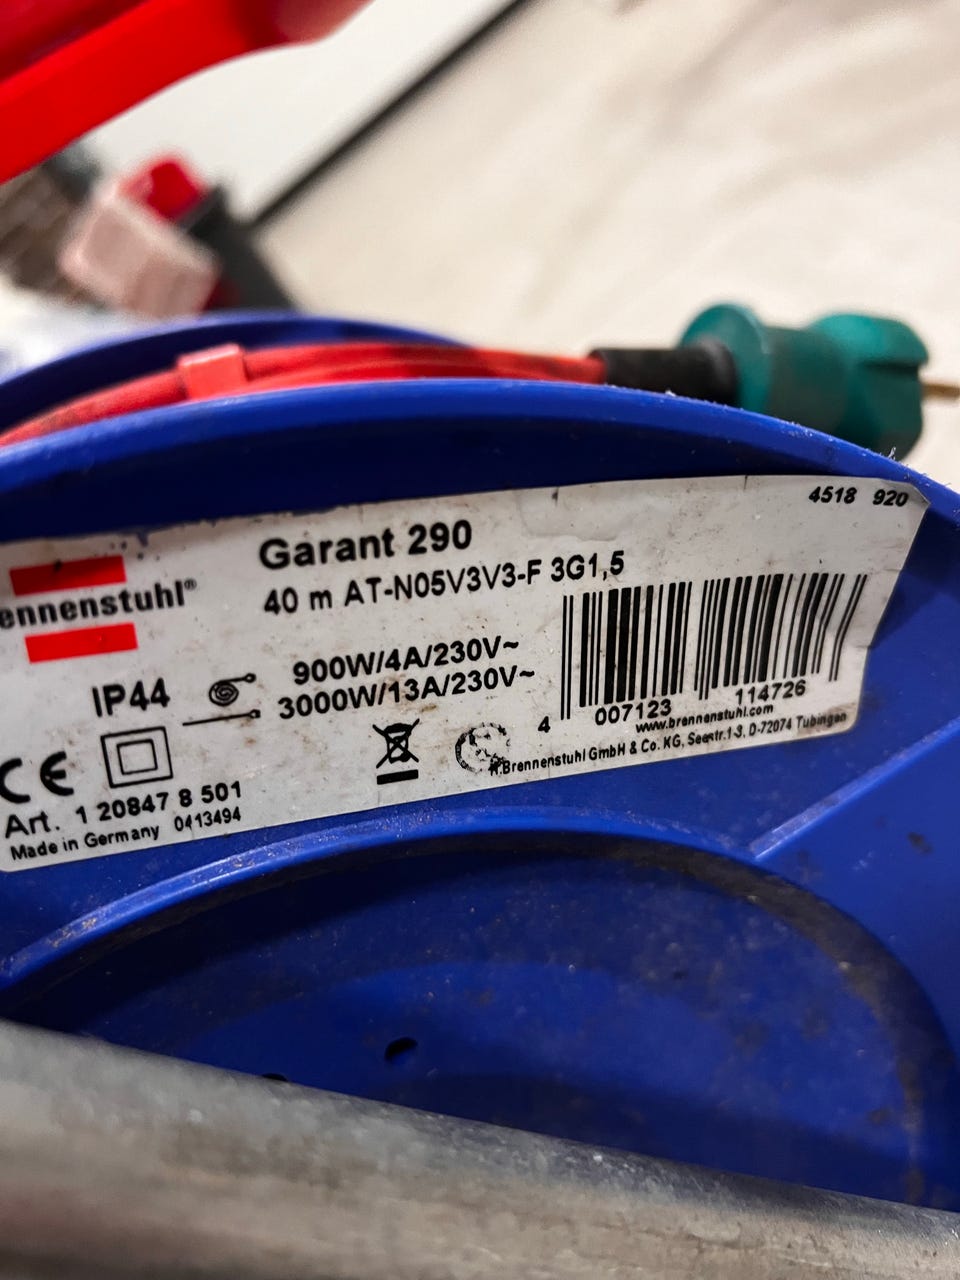 4518 920
Garant 290
40 m AT-N05V3V3-F 3G1,5
ennenstuhl®
900W/4A/230V~
3000W/13A/230V~
IP44
4 007123 114726
www.brennenstuhl.com
H.Brennenstuhl GmbH & Co. KG, Seestr.1-3, D-72074 Tübingen
CE
Art. 1 20847 8 501
Made in Germany 0413494